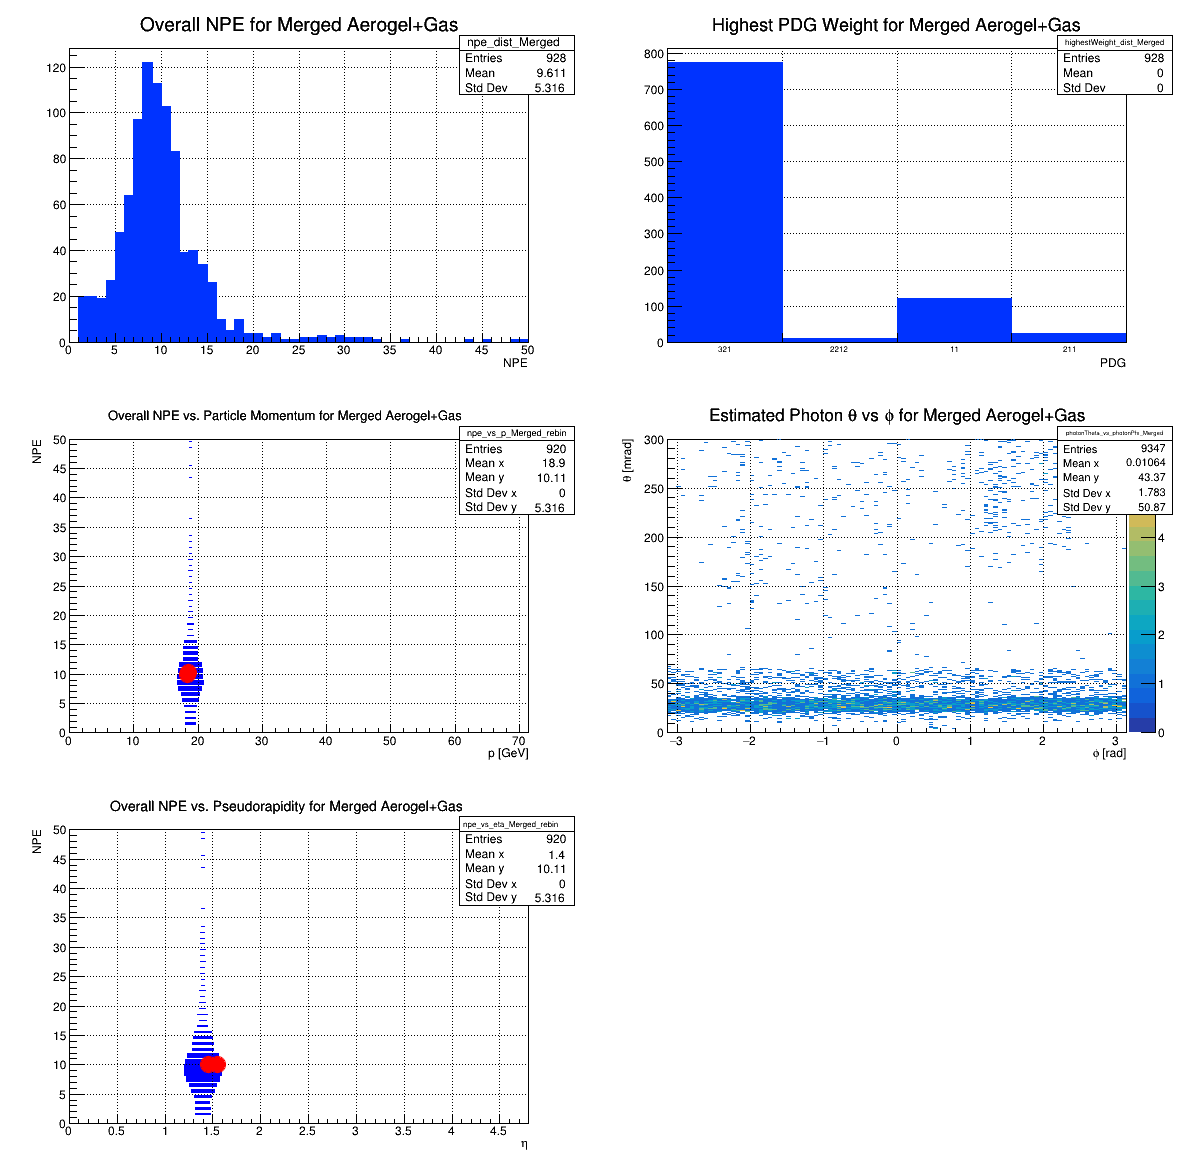 Overall NPE for Merged Aerogel+Gas
npe_dist_Merged
Entries 928
Mean 9.611
Std Dev 5.316
120
100
80
60
40
20
0
0 5 10 15 20 25 30 35 40 45 50
NPE
Highest PDG Weight for Merged Aerogel+Gas
highestWeight_dist_Merged
Entries 928
Mean 0
Std Dev 0
800
700
600
500
400
300
200
100
0
321 2212 11 211
PDG
Overall NPE vs. Particle Momentum for Merged Aerogel+Gas
npe_vs_p_Merged_rebin
Entries 920
Mean x 18.9
Mean y 10.11
Std Dev x 0
Std Dev y 5.316
NPE
50
45
40
35
30
25
20
15
10
5
0
0 10 20 30 40 50 60 70
p [GeV]
Estimated Photon θ vs ϕ for Merged Aerogel+Gas
photonTheta_vs_photonPhi_Merged
Entries 9347
Mean x 0.01064
Mean y 43.37
Std Dev x 1.783
Std Dev y 50.87
θ [mrad]
300
250
200
150
100
50
0
−3 −2 −1 0 1 2 3
ϕ [rad]
4
3
2
1
0
Overall NPE vs. Pseudorapidity for Merged Aerogel+Gas
npe_vs_eta_Merged_rebin
Entries 920
Mean x 1.4
Mean y 10.11
Std Dev x 0
Std Dev y 5.316
NPE
50
45
40
35
30
25
20
15
10
5
0
0 0.5 1 1.5 2 2.5 3 3.5 4 4.5
η